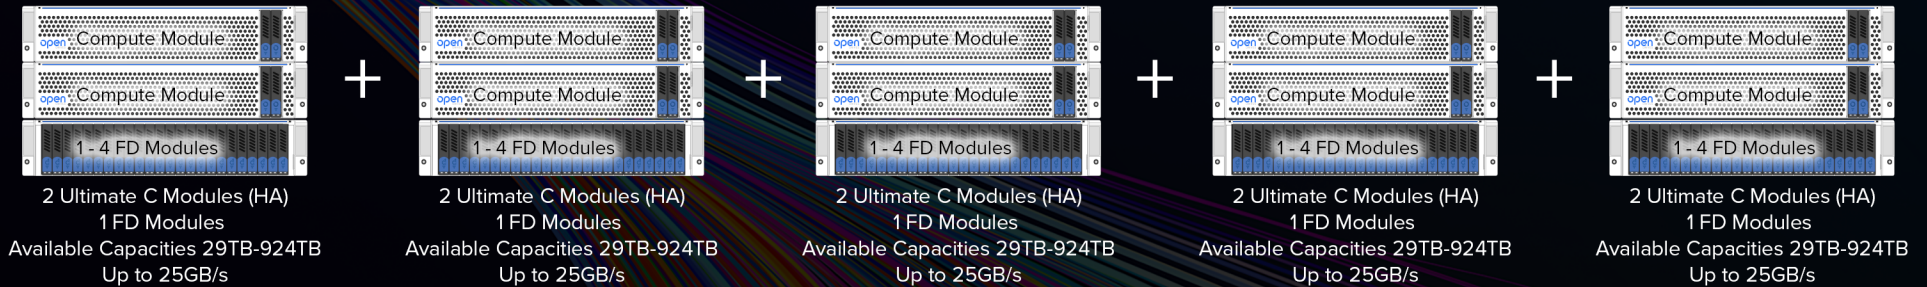 open Compute Module
open Compute Module
1 - 4 FD Modules
2 Ultimate C Modules (HA)
1 FD Modules
Available Capacities 29TB-924TB
Up to 25GB/s
+
open Compute Module
open Compute Module
1 - 4 FD Modules
2 Ultimate C Modules (HA)
1 FD Modules
Available Capacities 29TB-924TB
Up to 25GB/s
+
open Compute Module
open Compute Module
1 - 4 FD Modules
2 Ultimate C Modules (HA)
1 FD Modules
Available Capacities 29TB-924TB
Up to 25GB/s
+
open Compute Module
open Compute Module
1 - 4 FD Modules
2 Ultimate C Modules (HA)
1 FD Modules
Available Capacities 29TB-924TB
Up to 25GB/s
+
open Compute Module
open Compute Module
1 - 4 FD Modules
2 Ultimate C Modules (HA)
1 FD Modules
Available Capacities 29TB-924TB
Up to 25GB/s